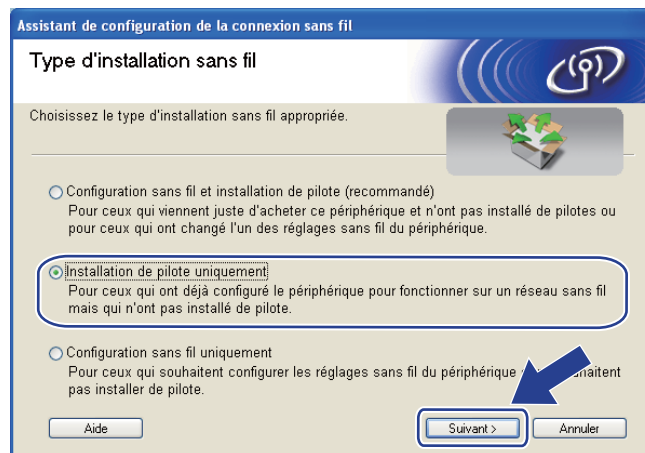 Assistant de configuration de la connexion sans fil
Type d'installation sans fil
Choisissez le type d'installation sans fil appropriée.
Configuration sans fil et installation de pilote (recommandé)
Pour ceux qui viennent juste d'acheter ce périphérique et n'ont pas installé de pilotes ou
pour ceux qui ont changé l'un des réglages sans fil du périphérique.
Installation de pilote uniquement
Pour ceux qui ont déjà configuré le périphérique pour fonctionner sur un réseau sans fil
mais qui n'ont pas installé de pilote.
Configuration sans fil uniquement
Pour ceux qui souhaitent configurer les réglages sans fil du périphérique
pas installer de pilote.
Aide
Suivant >
Annuler